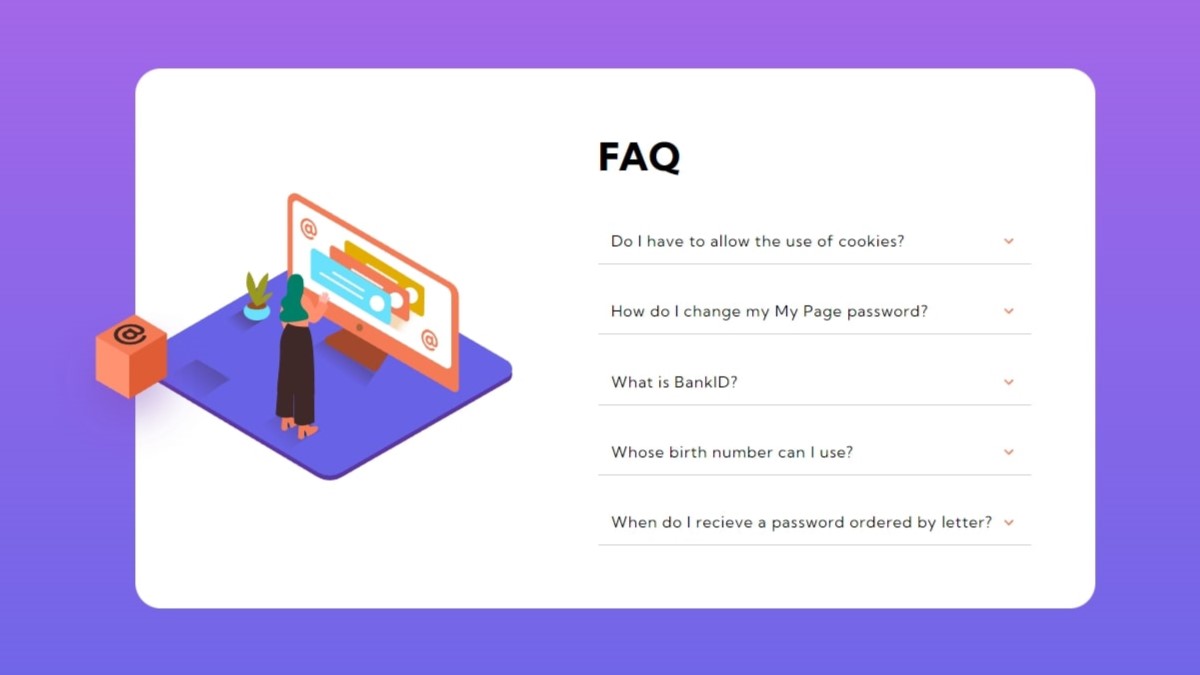 FAQ
Do I have to allow the use of cookies?
@
How do I change my My Page password?
@
@
What is BankID?
Whose birth number can I use?
When do I recieve a password ordered by letter?